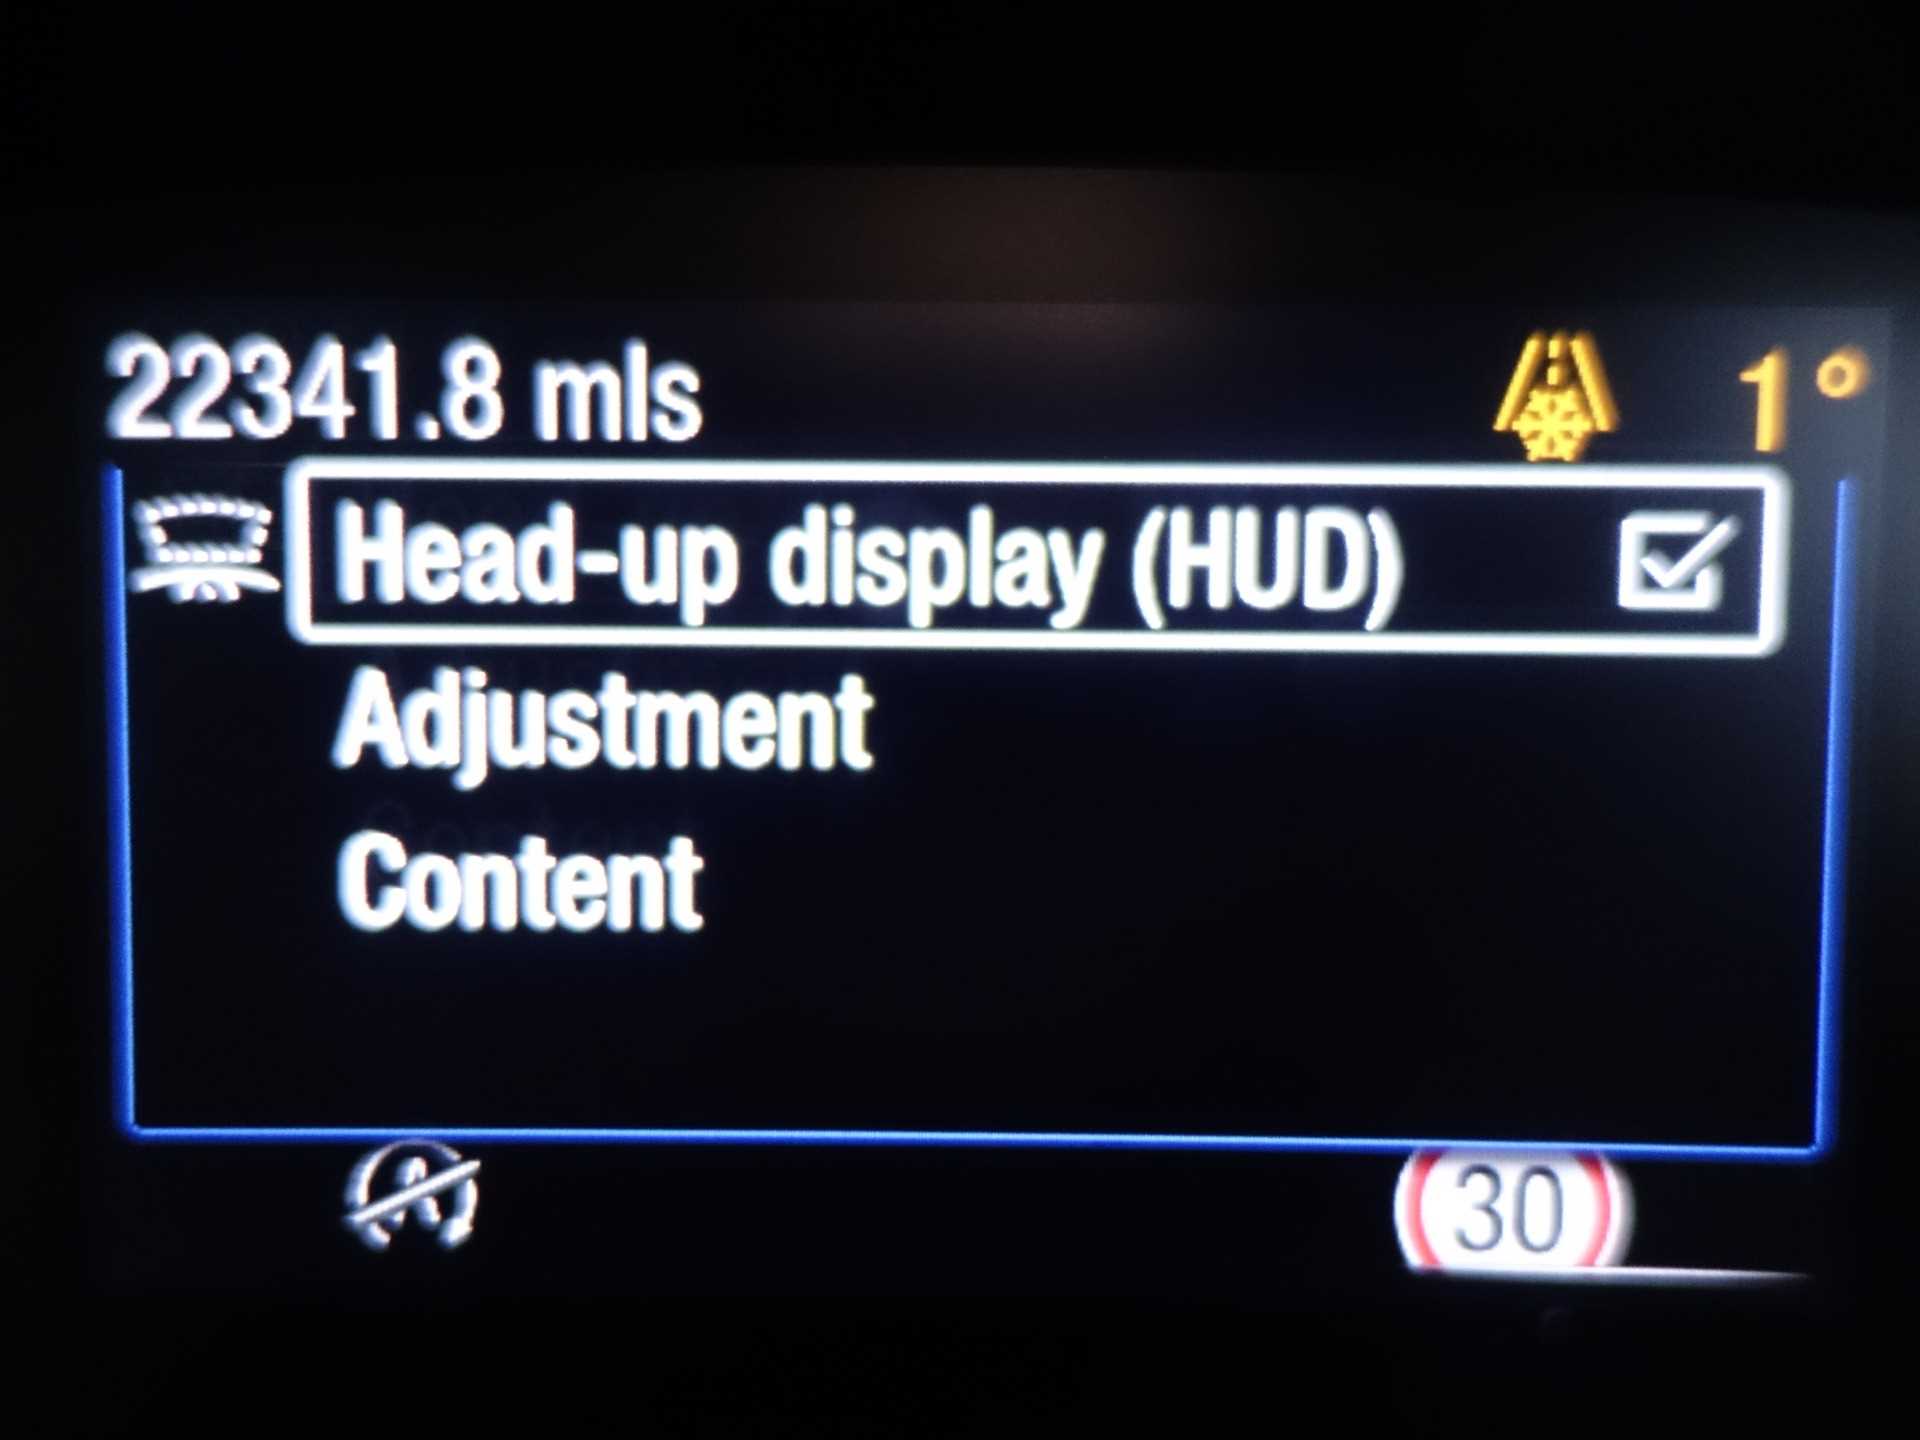 22341.8 mls 1°
Head-up display (HUD)
Adjustment
Content
A
30